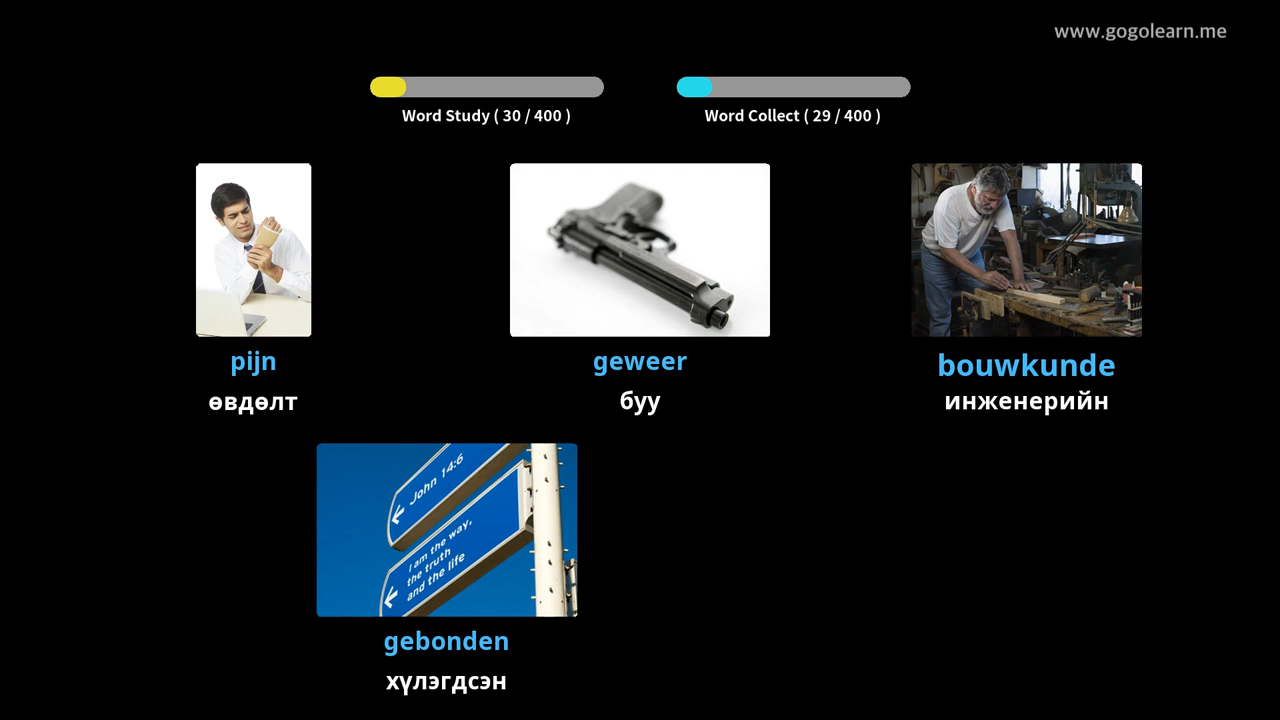 www.gogolearn.me
Word Study ( 30 / 400 )
Word Collect ( 29 / 400 )
pijn
өвдөлт
geweer
буу
bouwkunde
инженерийн
John 14:6
I am the way,
the truth
and the life
gebonden
хүлэгдсэн